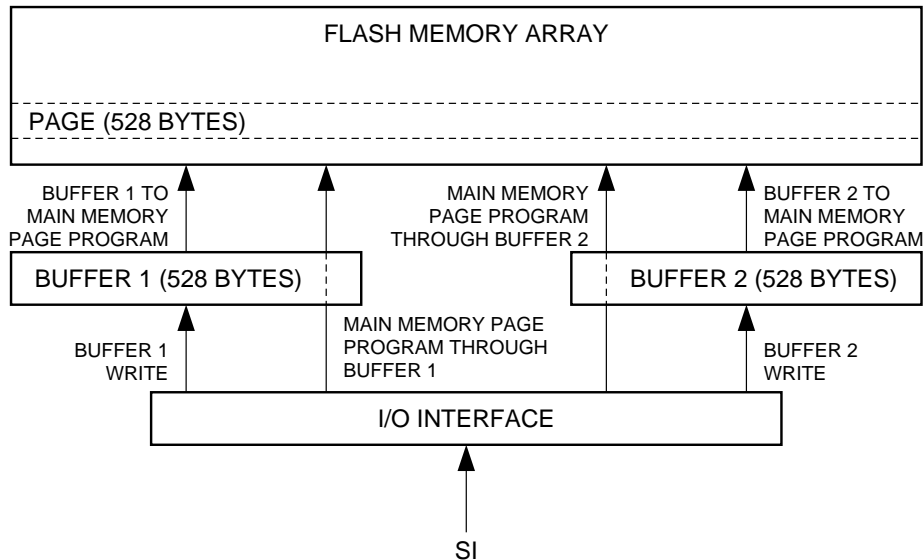 FLASH MEMORY ARRAY
PAGE (528 BYTES)
BUFFER 1 TO
MAIN MEMORY
PAGE PROGRAM
MAIN MEMORY
PAGE PROGRAM
THROUGH BUFFER 2
BUFFER 2 TO
MAIN MEMORY
PAGE PROGRAM
BUFFER 1 (528 BYTES)
BUFFER 2 (528 BYTES)
BUFFER 1
WRITE
MAIN MEMORY PAGE
PROGRAM THROUGH
BUFFER 1
BUFFER 2
WRITE
I/O INTERFACE
SI